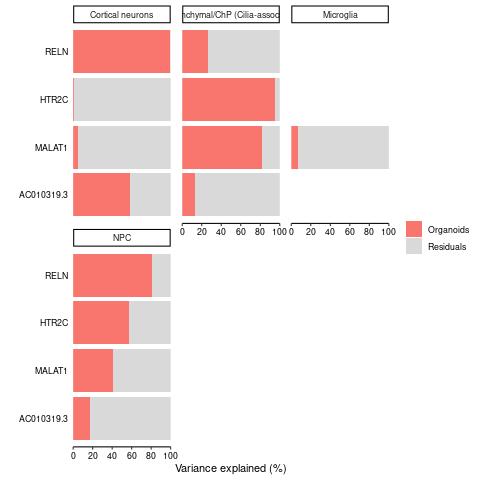 Cortical neurons
nchymal/ChP (Cilia-assoc
Microglia
RELN
HTR2C
MALAT1
AC010319.3
0 20 40 60 80 100 0 20 40 60 80 100
Organoids
Residuals
NPC
RELN
HTR2C
MALAT1
AC010319.3
0 20 40 60 80 100
Variance explained (%)